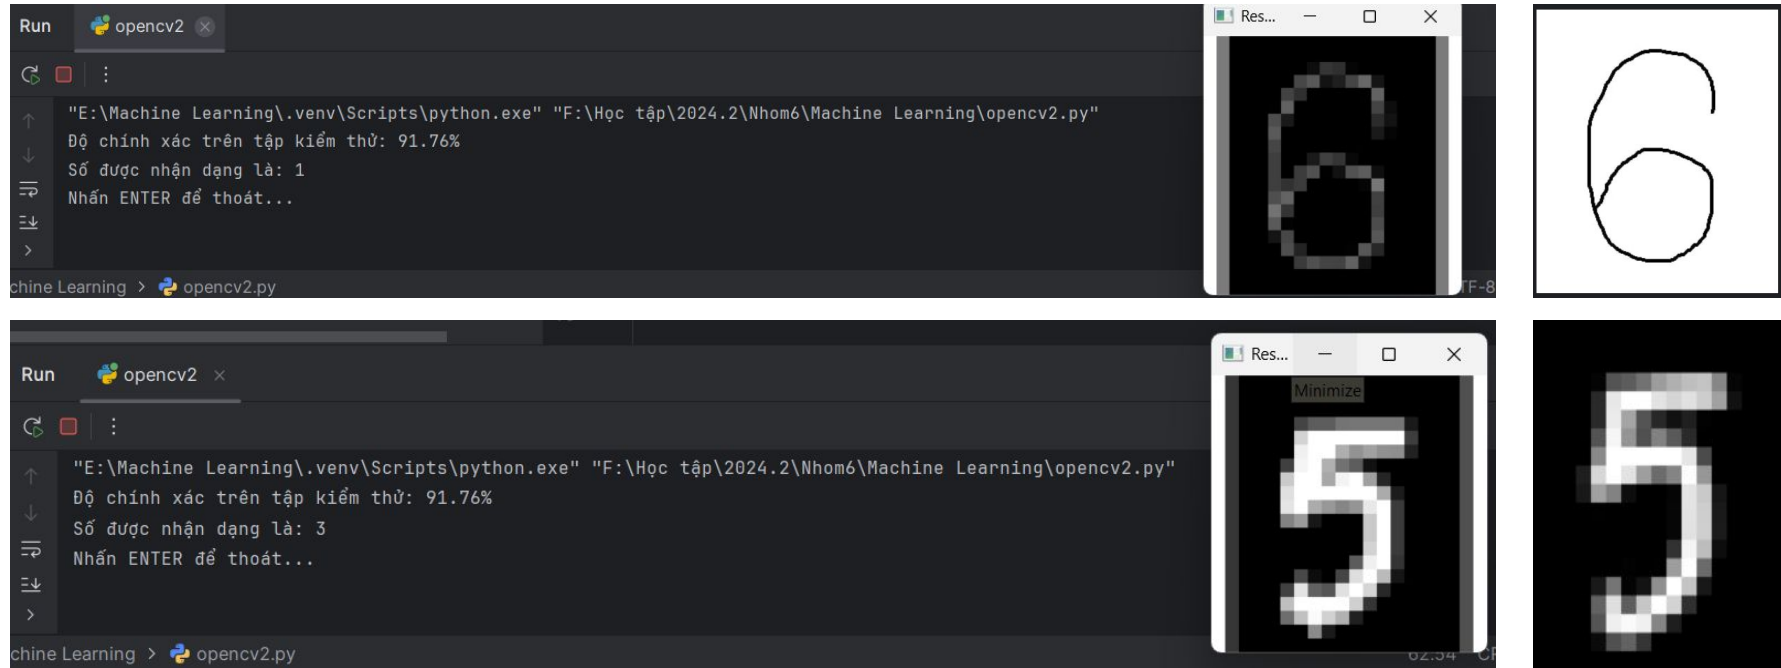 Run opencv2
Res...
"E:\Machine Learning\.venv\Scripts\python.exe" "F:\Học tập\2024.2\Nhom6\Machine Learning\opencv2.py"
Độ chính xác trên tập kiểm thử: 91.76%
Số được nhận dạng là: 1
Nhấn ENTER để thoát...
chine Learning > opencv2.py
TF-8
6
6
Run opencv2
Res...
Minimize
"E:\Machine Learning\.venv\Scripts\python.exe" "F:\Học tập\2024.2\Nhom6\Machine Learning\opencv2.py"
Độ chính xác trên tập kiểm thử: 91.76%
Số được nhận dạng là: 3
Nhấn ENTER để thoát...
chine Learning > opencv2.py
5
5